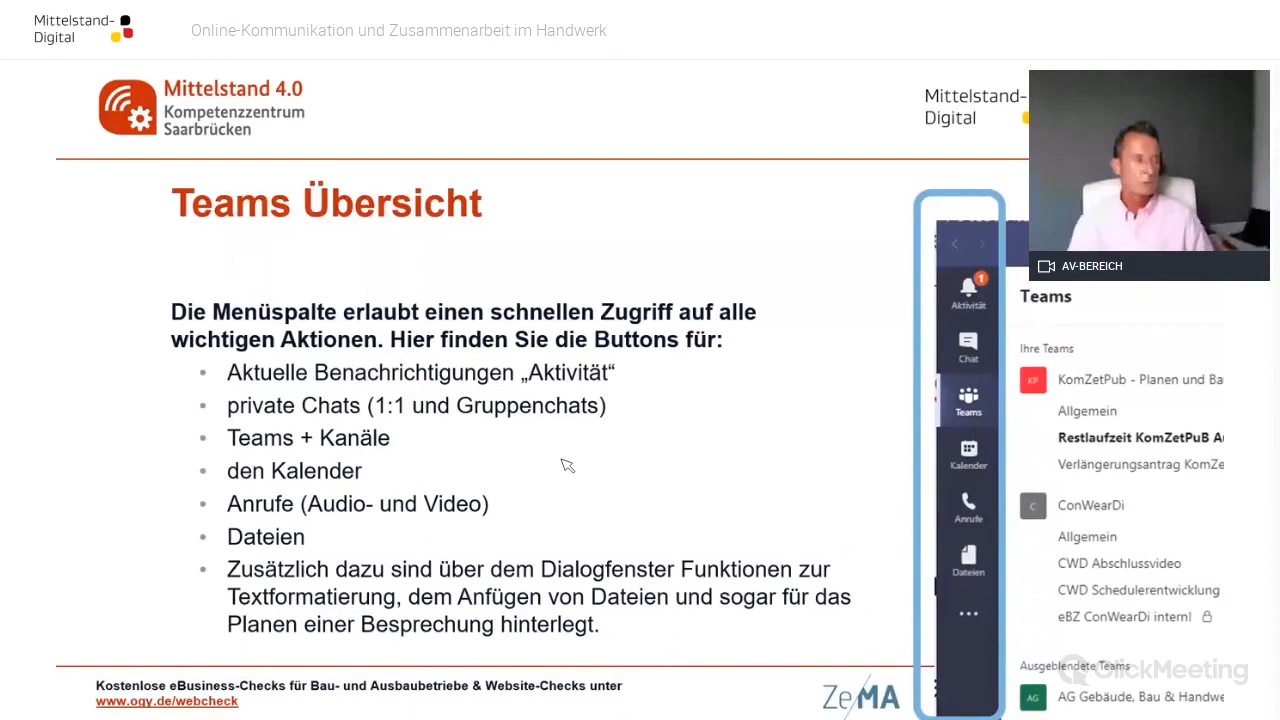 Mittelstand-
Digital
Online-Kommunikation und Zusammenarbeit im Handwerk
Mittelstand 4.0
Kompetenzzentrum
Saarbrücken
Mittelstand-
Digital
AV-BEREICH
Teams Übersicht
Die Menüspalte erlaubt einen schnellen Zugriff auf alle
wichtigen Aktionen. Hier finden Sie die Buttons für:
• Aktuelle Benachrichtigungen „Aktivität“
• private Chats (1:1 und Gruppenchats)
• Teams + Kanäle
• den Kalender
• Anrufe (Audio- und Video)
• Dateien
• Zusätzlich dazu sind über dem Dialogfenster Funktionen zur
Textformatierung, dem Anfügen von Dateien und sogar für das
Planen einer Besprechung hinterlegt.
1
Aktivität
Chat
Teams
Kalender
Anrufe
Dateien
Teams
Ihre Teams
KP KomZetPub - Planen und Bau
Allgemein
Restlaufzeit KomZetPuB Au
Verlängerungsantrag KomZe
C ConWearDi
Allgemein
CWD Abschlussvideo
CWD Schedulerentwicklung
eBZ ConWearDi intern!
Ausgeblendete Teams
AG AG Gebäude, Bau & Handwe
ClickMeeting
Kostenlose eBusiness-Checks für Bau- und Ausbaubetriebe & Website-Checks unter
www.ogy.de/webcheck
ZeMA